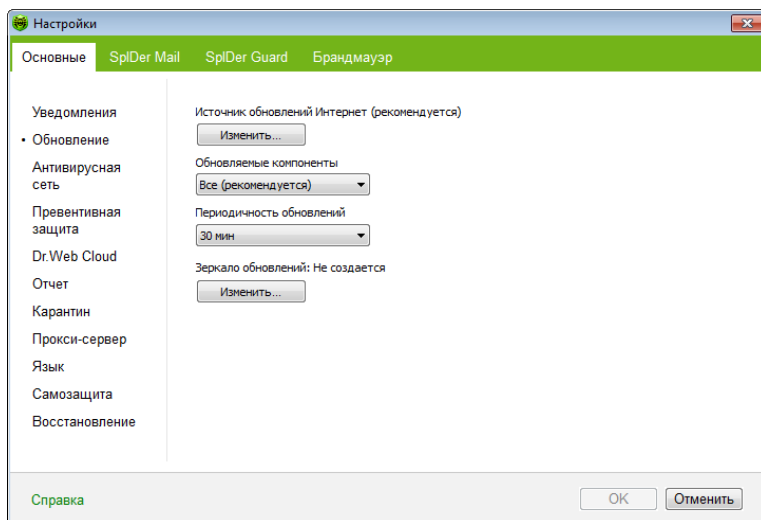 Настройки
Основные SpIDer Mail SpIDer Guard Брандмауэр
Уведомления
• Обновление
Антивирусная
сеть
Превентивная
защита
Dr.Web Cloud
Отчет
Карантин
Прокси-сервер
Язык
Самозащита
Восстановление
Источник обновлений Интернет (рекомендуется)
Изменить...
Обновляемые компоненты
Все (рекомендуется)
Периодичность обновлений
30 мин
Зеркало обновлений: Не создается
Изменить...
Справка
OK Отменить